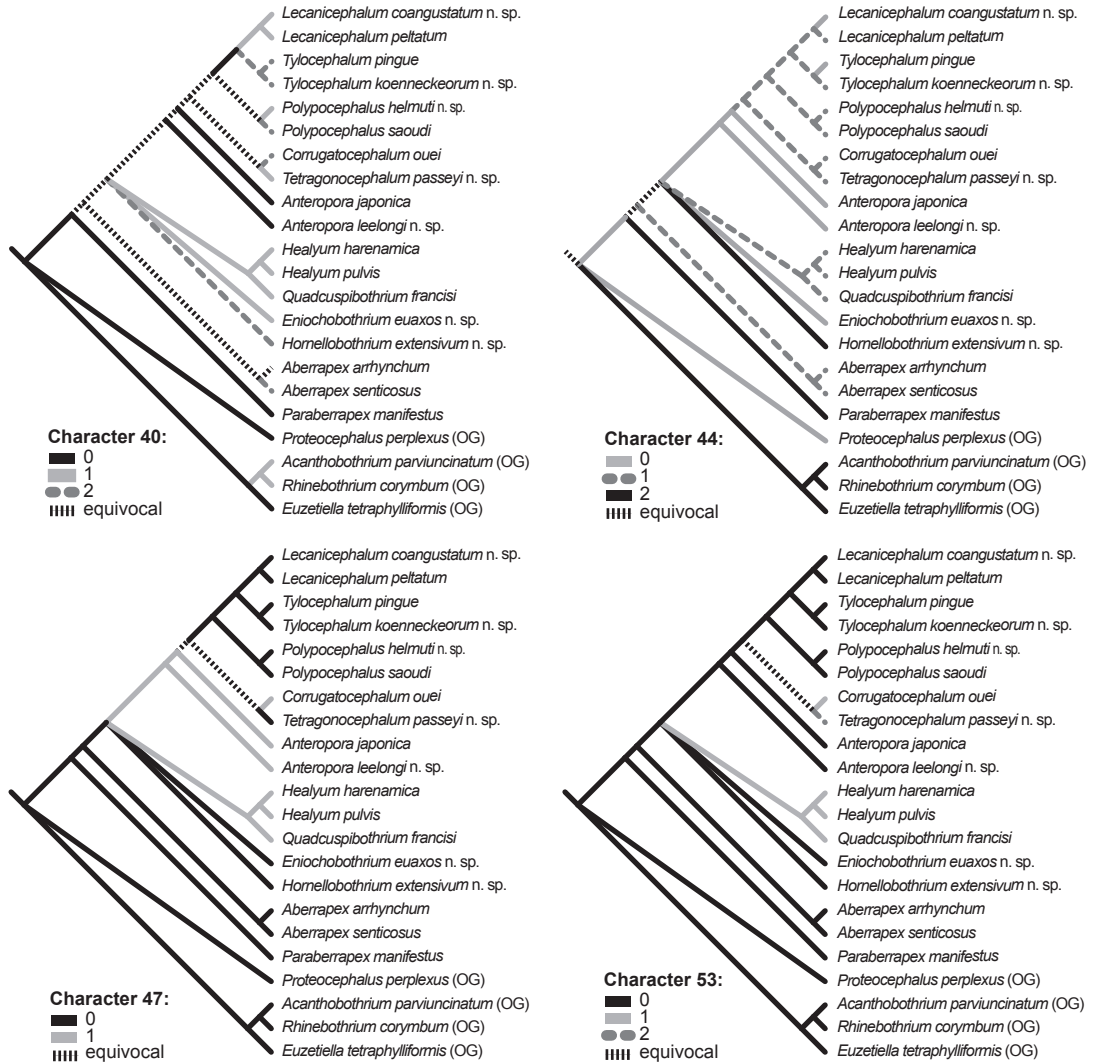 Lecanicephalum coangustatum n. sp.
Lecanicephalum peltatum
Tylocephalum pingue
Tylocephalum koenneckeorum n. sp.
Polypocephalus helmuti n. sp.
Polypocephalus saoudi
Corrugatocephalum ouei
Tetragonocephalum passeyi n. sp.
Anteropora japonica
Anteropora leelongi n. sp.
Healyum harenamica
Healyum pulvis
Quadcuspibothrium francisi
Eniochobothrium euaxos n. sp.
Hornellobothrium extensivum n. sp.
Aberrapex arrhynchum
Aberrapex senticosus
Paraberrapex manifestus
Proteocephalus perplexus (OG)
Acanthobothrium parviuncinatum (OG)
Rhinebothrium corymbum (OG)
Euzetiella tetraphylliformis (OG)
Character 40:
0
1
2
equivocal
Lecanicephalum coangustatum n. sp.
Lecanicephalum peltatum
Tylocephalum pingue
Tylocephalum koenneckeorum n. sp.
Polypocephalus helmuti n. sp.
Polypocephalus saoudi
Corrugatocephalum ouei
Tetragonocephalum passeyi n. sp.
Anteropora japonica
Anteropora leelongi n. sp.
Healyum harenamica
Healyum pulvis
Quadcuspibothrium francisi
Eniochobothrium euaxos n. sp.
Hornellobothrium extensivum n. sp.
Aberrapex arrhynchum
Aberrapex senticosus
Paraberrapex manifestus
Proteocephalus perplexus (OG)
Acanthobothrium parviuncinatum (OG)
Rhinebothrium corymbum (OG)
Euzetiella tetraphylliformis (OG)
Character 44:
0
1
2
equivocal
Lecanicephalum coangustatum n. sp.
Lecanicephalum peltatum
Tylocephalum pingue
Tylocephalum koenneckeorum n. sp.
Polypocephalus helmuti n. sp.
Polypocephalus saoudi
Corrugatocephalum ouei
Tetragonocephalum passeyi n. sp.
Anteropora japonica
Anteropora leelongi n. sp.
Healyum harenamica
Healyum pulvis
Quadcuspibothrium francisi
Eniochobothrium euaxos n. sp.
Hornellobothrium extensivum n. sp.
Aberrapex arrhynchum
Aberrapex senticosus
Paraberrapex manifestus
Proteocephalus perplexus (OG)
Acanthobothrium parviuncinatum (OG)
Rhinebothrium corymbum (OG)
Euzetiella tetraphylliformis (OG)
Character 47:
0
1
equivocal
Lecanicephalum coangustatum n. sp.
Lecanicephalum peltatum
Tylocephalum pingue
Tylocephalum koenneckeorum n. sp.
Polypocephalus helmuti n. sp.
Polypocephalus saoudi
Corrugatocephalum ouei
Tetragonocephalum passeyi n. sp.
Anteropora japonica
Anteropora leelongi n. sp.
Healyum harenamica
Healyum pulvis
Quadcuspibothrium francisi
Eniochobothrium euaxos n. sp.
Hornellobothrium extensivum n. sp.
Aberrapex arrhynchum
Aberrapex senticosus
Paraberrapex manifestus
Proteocephalus perplexus (OG)
Acanthobothrium parviuncinatum (OG)
Rhinebothrium corymbum (OG)
Euzetiella tetraphylliformis (OG)
Character 53:
0
1
2
equivocal